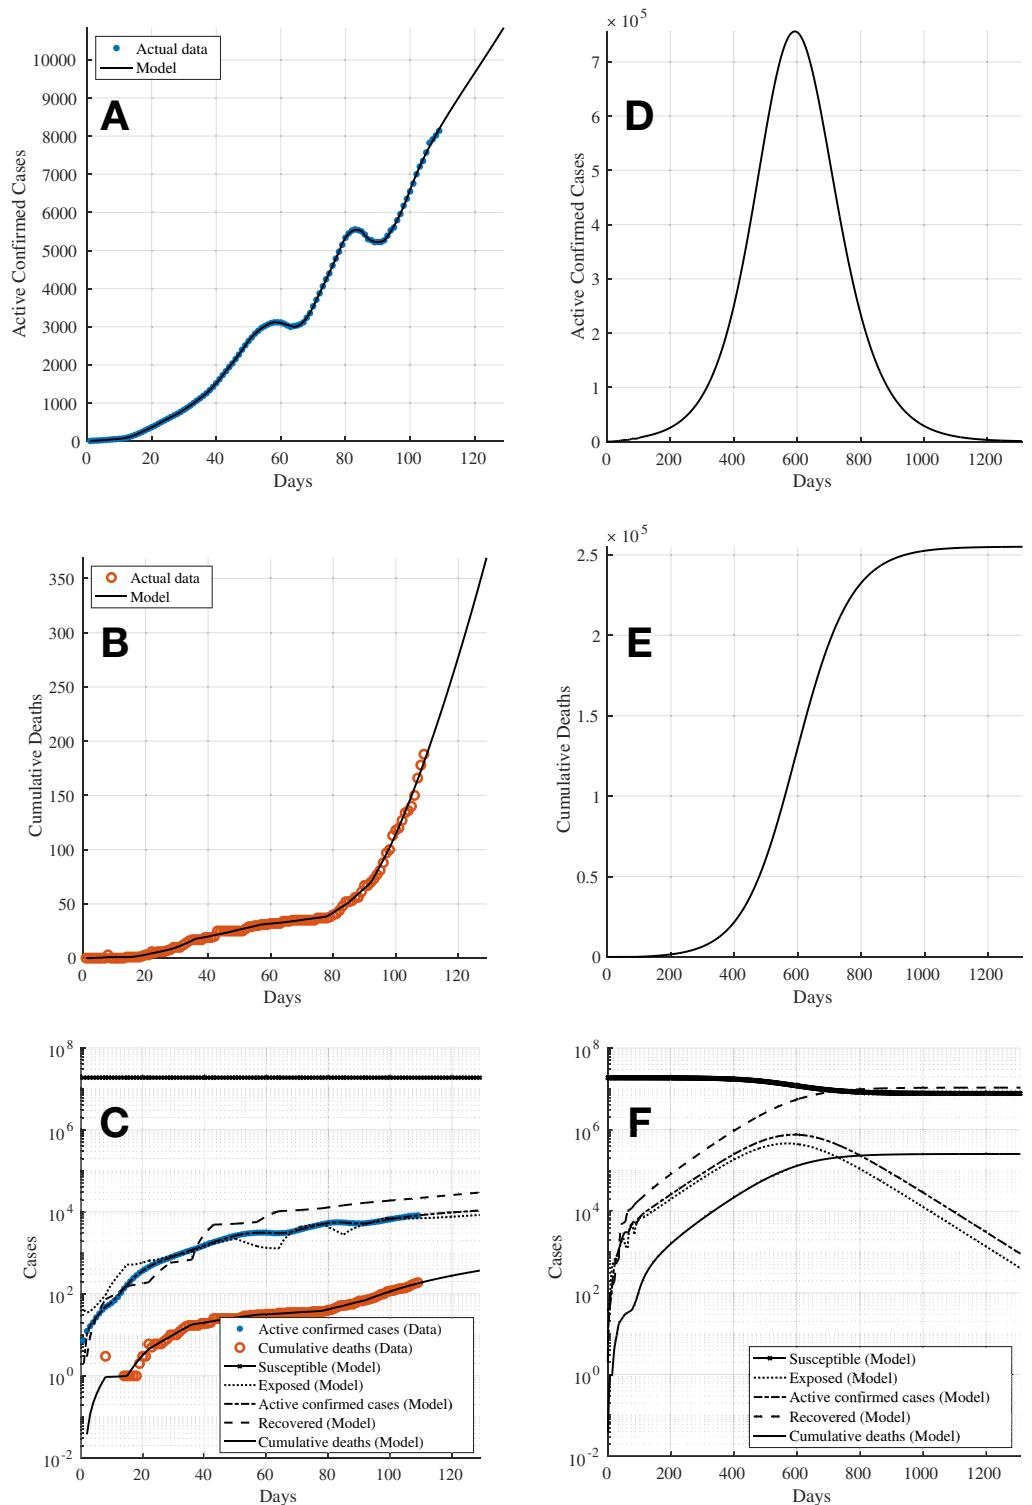 10000
9000
8000
7000
6000
5000
4000
3000
2000
1000
0
Active Confirmed Cases
Actual data
Model
A
0 20 40 60 80 100 120
Days
× 10^5
7
6
5
4
3
2
1
0
Active Confirmed Cases
D
0 200 400 600 800 1000 1200
Days
350
300
250
200
150
100
50
0
Cumulative Deaths
Actual data
Model
B
0 20 40 60 80 100 120
Days
× 10^5
2.5
2
1.5
1
0.5
0
Cumulative Deaths
E
0 200 400 600 800 1000 1200
Days
10^8
10^6
10^4
10^2
10^0
10^-2
Cases
C
Active confirmed cases (Data)
Cumulative deaths (Data)
Susceptible (Model)
Exposed (Model)
Active confirmed cases (Model)
Recovered (Model)
Cumulative deaths (Model)
0 20 40 60 80 100 120
Days
10^8
10^6
10^4
10^2
10^0
10^-2
Cases
F
Susceptible (Model)
Exposed (Model)
Active confirmed cases (Model)
Recovered (Model)
Cumulative deaths (Model)
0 200 400 600 800 1000 1200
Days